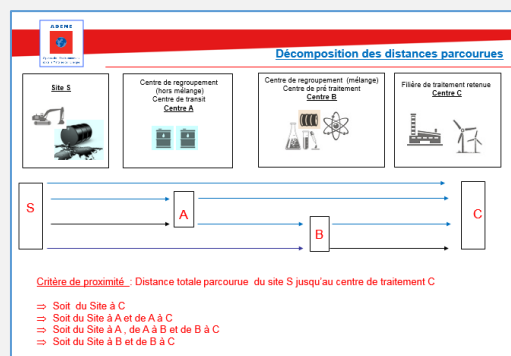 ADEME
Décomposition des distances parcourues
Site S
Centre de regroupement
(hors mélange)
Centre de transit
Centre A
Centre de regroupement (mélange)
Centre de pré traitement
Centre B
Filière de traitement retenue
Centre C
S
A
B
C
Critère de proximité : Distance totale parcourue du site S jusqu'au centre de traitement C
⇒ Soit du Site à C
⇒ Soit du Site à A et de A à C
⇒ Soit du Site à A , de A à B et de B à C
⇒ Soit du Site à B et de B à C